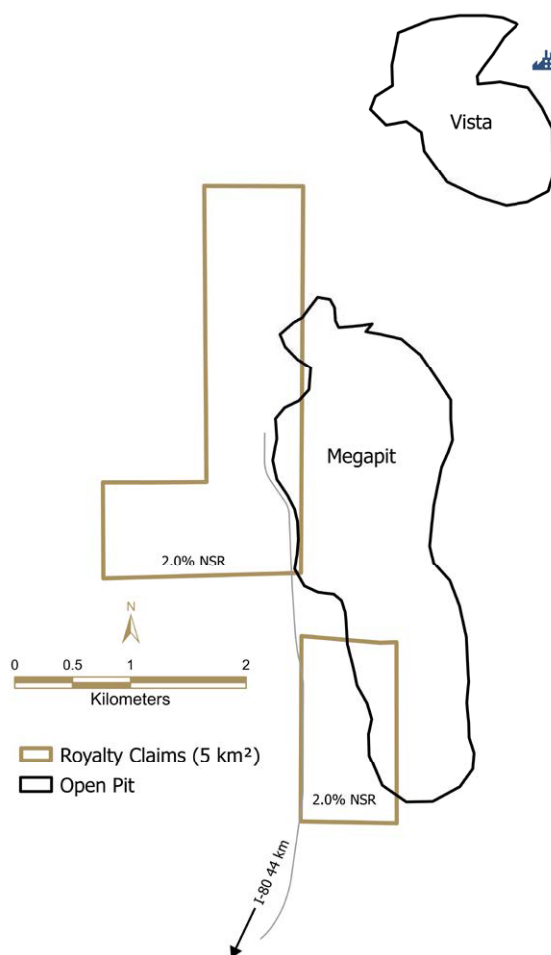 Vista
Megapit
2.0% NSR
N
0 0.5 1 2
Kilometers
Royalty Claims (5 km²)
Open Pit
2.0% NSR
I-80 44 km